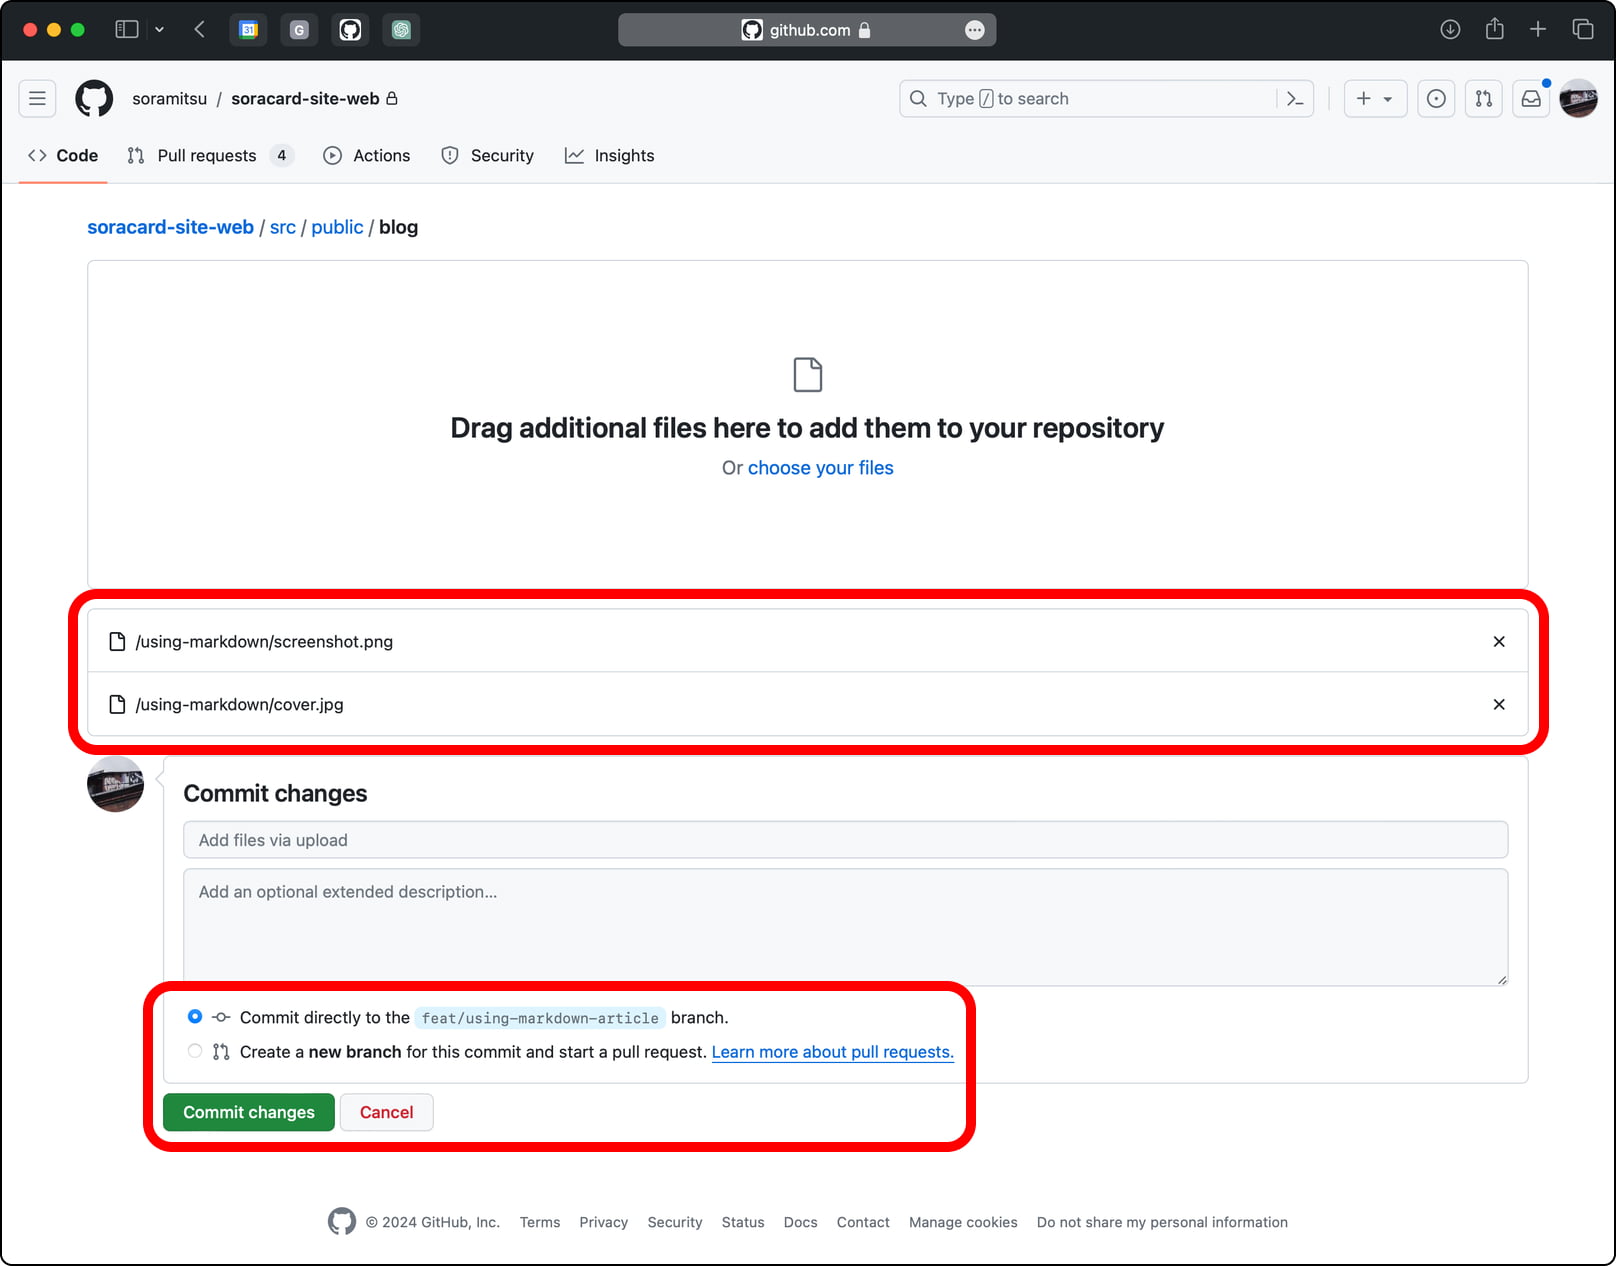 31 G github.com
soramitsu / soracard-site-web Type / to search
Code Pull requests 4 Actions Security Insights
soracard-site-web / src / public / blog
Drag additional files here to add them to your repository
Or choose your files
/using-markdown/screenshot.png
/using-markdown/cover.jpg
Commit changes
Add files via upload
Add an optional extended description...
Commit directly to the feat/using-markdown-article branch.
Create a new branch for this commit and start a pull request. Learn more about pull requests.
Commit changes Cancel
© 2024 GitHub, Inc. Terms Privacy Security Status Docs Contact Manage cookies Do not share my personal information